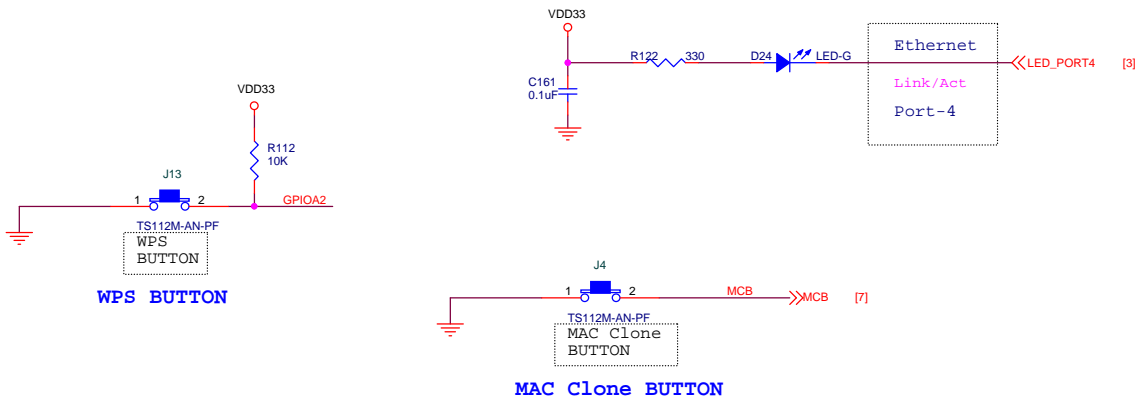 VDD33
R122 330 D24 LED-G
Ethernet
Link/Act
Port-4
LED_PORT4 [3]
C161
0.1uF
VDD33
R112
10K
J13
1 2 GPIOA2
TS112M-AN-PF
WPS
BUTTON
WPS BUTTON
J4
1 2 MCB MCB [7]
TS112M-AN-PF
MAC Clone
BUTTON
MAC Clone BUTTON